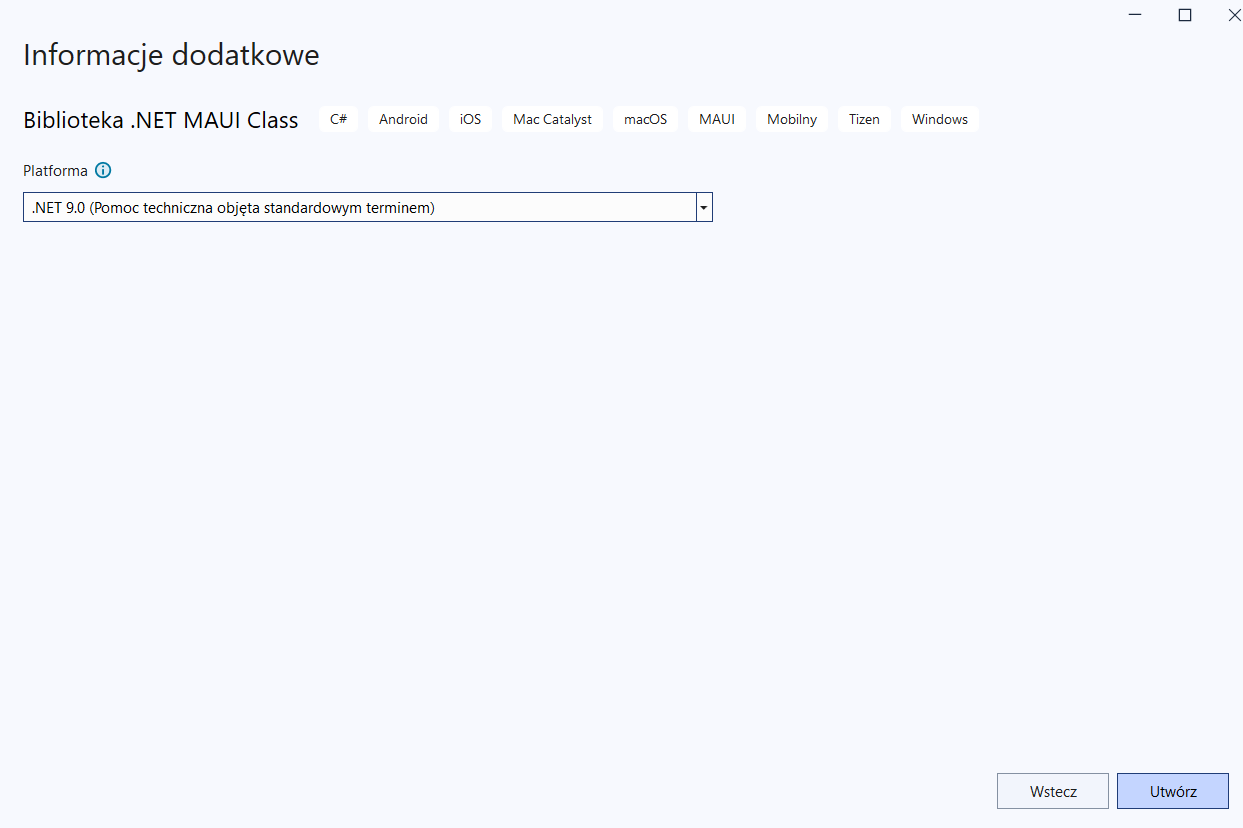 Informacje dodatkowe
Biblioteka .NET MAUI Class C# Android iOS Mac Catalyst macOS MAUI Mobilny Tizen Windows
Platforma
.NET 9.0 (Pomoc techniczna objęta standardowym terminem)
Wstecz Utwórz